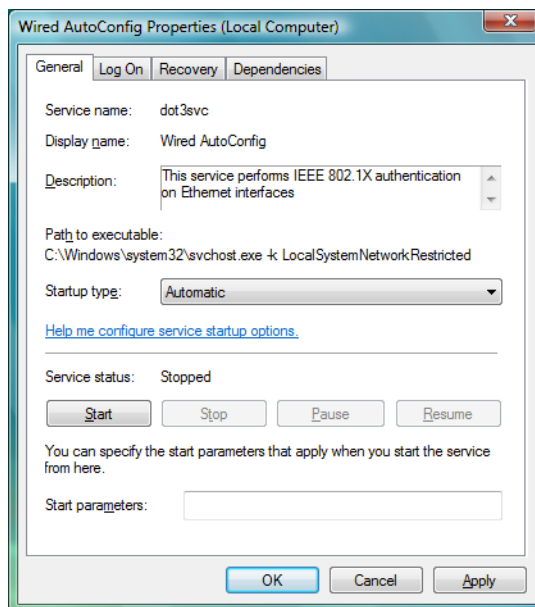 Wired AutoConfig Properties (Local Computer)
General Log On Recovery Dependencies
Service name: dot3svc
Display name: Wired AutoConfig
Description: This service performs IEEE 802.1X authentication
on Ethernet interfaces
Path to executable:
C:\Windows\system32\svchost.exe -k LocalSystemNetworkRestricted
Startup type: Automatic
Help me configure service startup options.
Service status: Stopped
Start Stop Pause Resume
You can specify the start parameters that apply when you start the service
from here.
Start parameters:
OK Cancel Apply